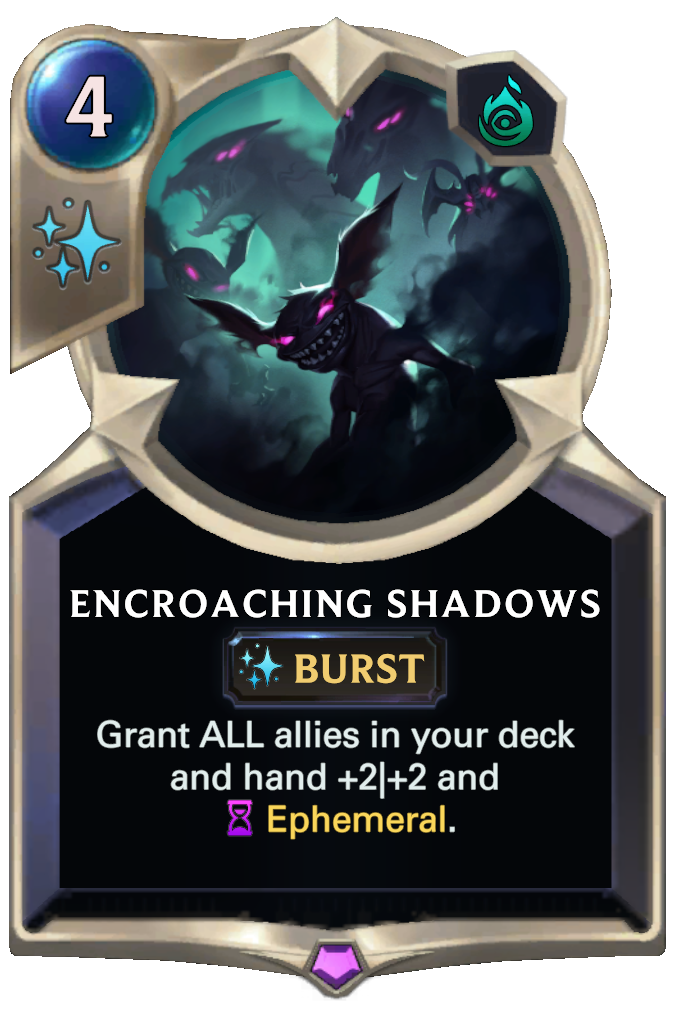 4
ENCROACHING SHADOWS
BURST
Grant ALL allies in your deck
and hand +2|+2 and
Ephemeral.